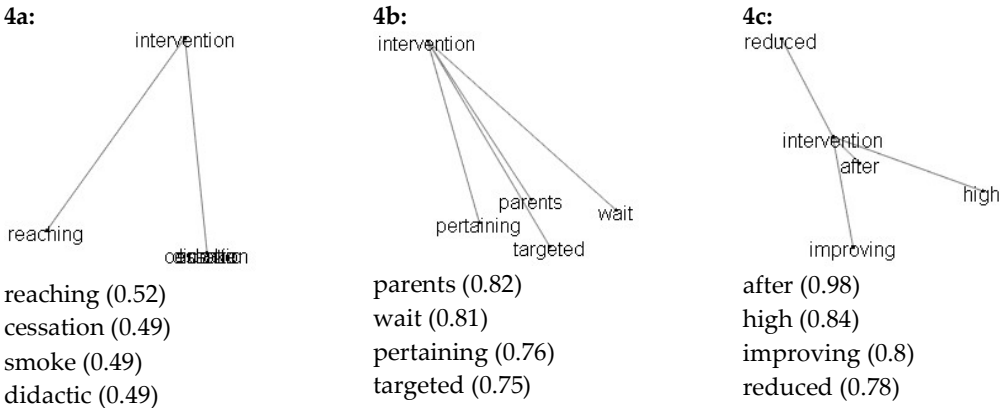 4a:
intervention
reaching
reaching (0.52)
cessation (0.49)
smoke (0.49)
didactic (0.49)
4b:
intervention
parents
wait
pertaining
targeted
parents (0.82)
wait (0.81)
pertaining (0.76)
targeted (0.75)
4c:
reduced
intervention
after
high
improving
after (0.98)
high (0.84)
improving (0.8)
reduced (0.78)